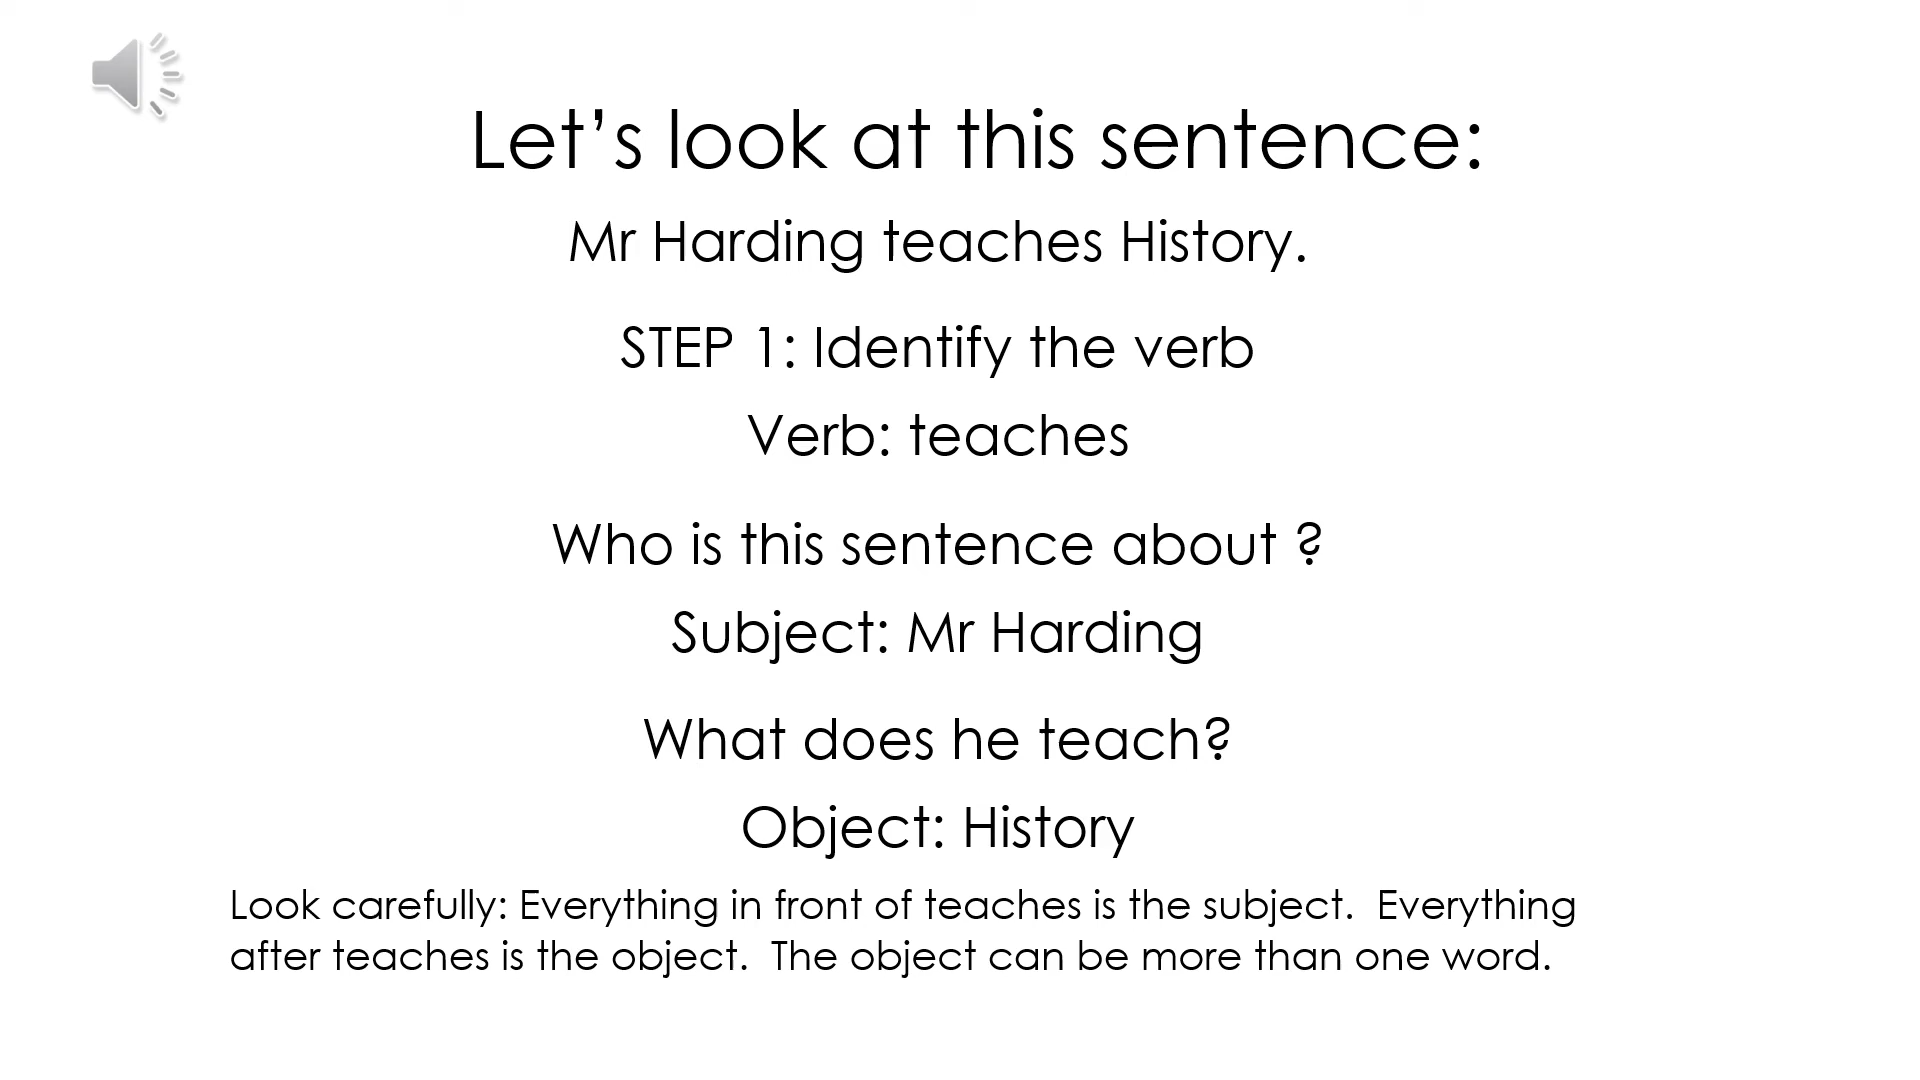 Let’s look at this sentence:
Mr Harding teaches History.
STEP 1: Identify the verb
Verb: teaches
Who is this sentence about ?
Subject: Mr Harding
What does he teach?
Object: History
Look carefully: Everything in front of teaches is the subject.  Everything
after teaches is the object.  The object can be more than one word.